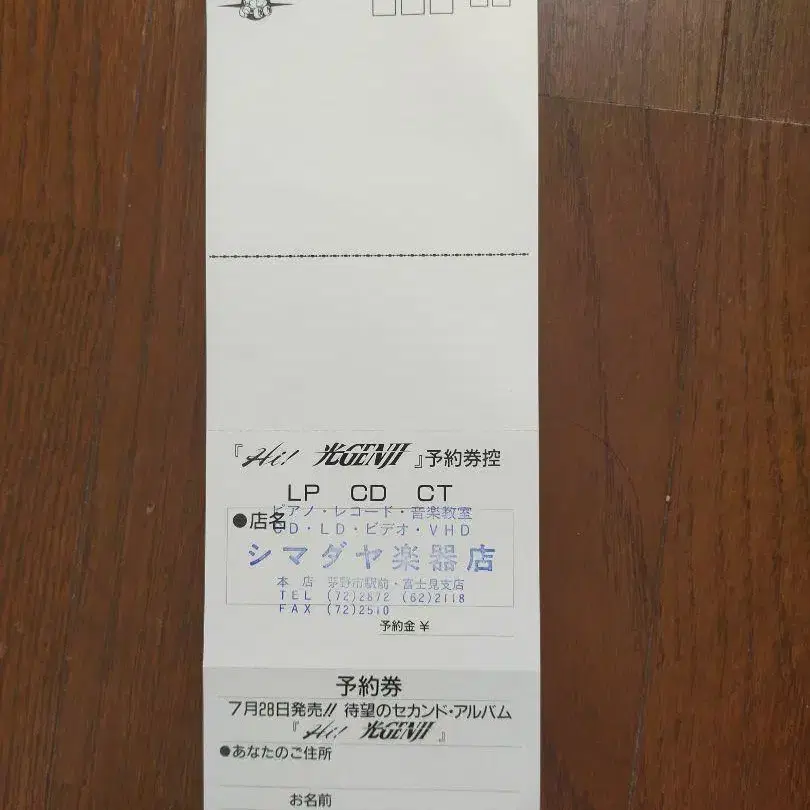 『Hi! 光GENJI』予約券控
LP CD CT
●店名
ピアノ・レコード・音楽教室
CD・LD・ビデオ・VHD
シマダヤ楽器店
本 店 茅野市駅前・富士見支店
TEL (72)2872 (62)2118
FAX (72)2510
予約金 ¥
予約券
7月28日発売!! 待望のセカンド・アルバム
『Hi! 光GENJI』
●あなたのご住所
お名前